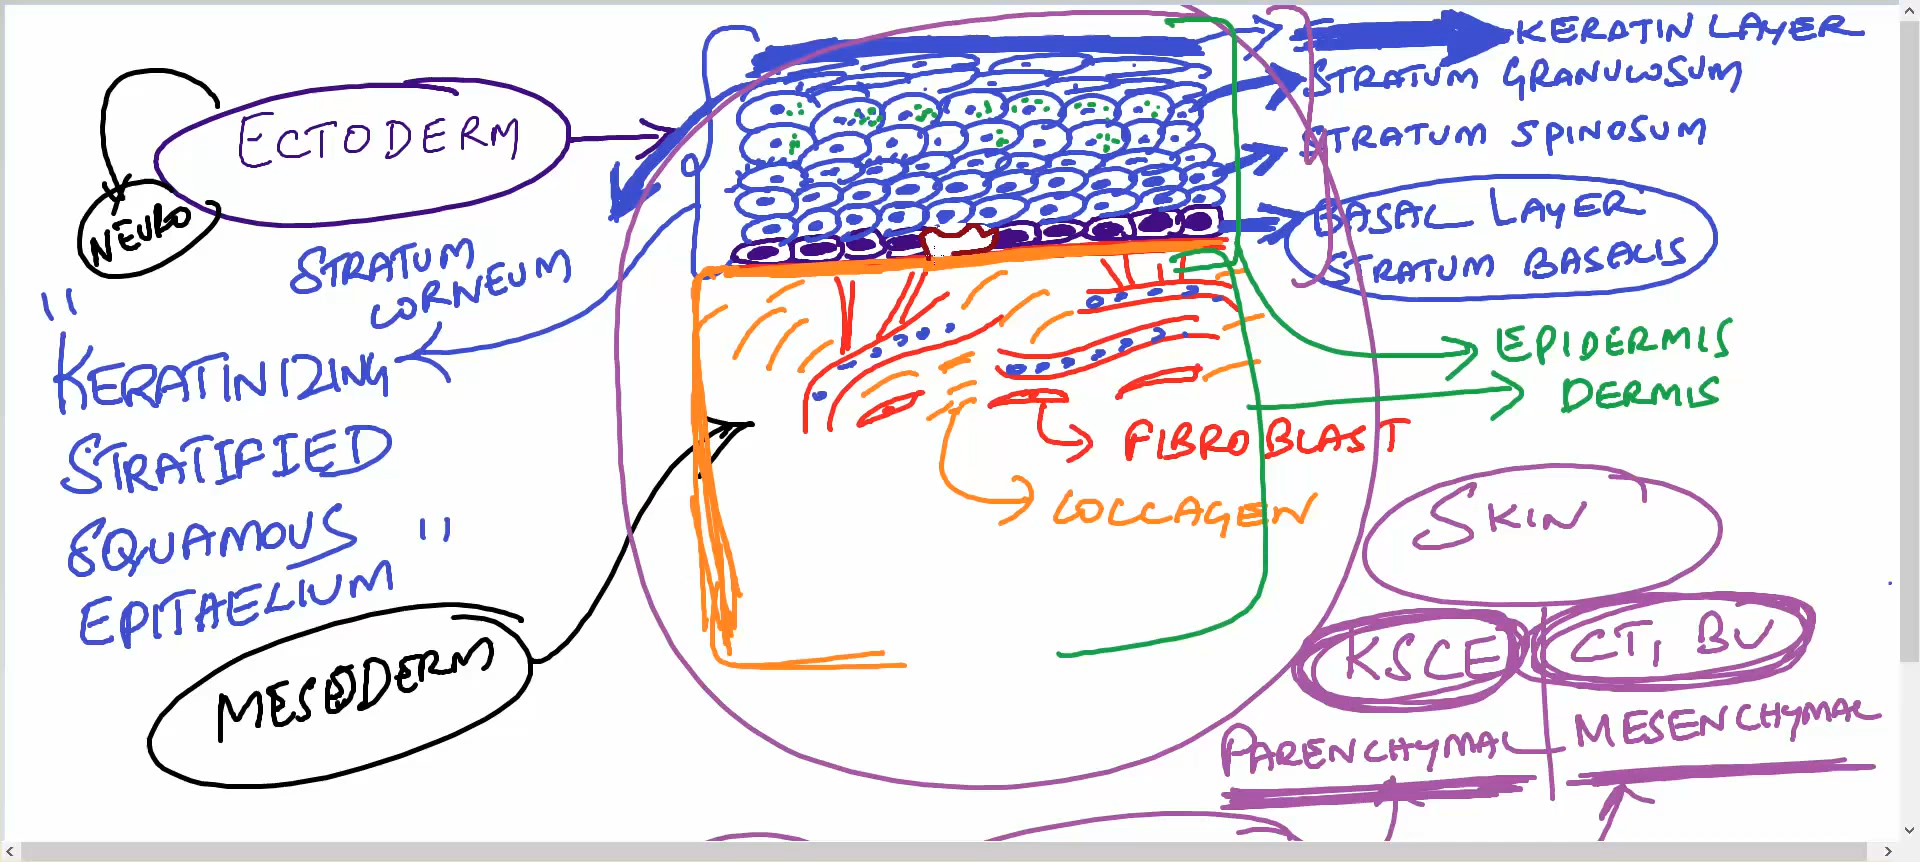 KERATIN LAYER
STRATUM GRANULOSUM
STRATUM SPINOSUM
BASAL LAYER
STRATUM BASALIS
ECTODERM
NEURO
STRATUM
CORNEUM
"KERATINIZING
STRATIFIED
SQUAMOUS"
EPITHELIUM
EPIDERMIS
DERMIS
FIBROBLAST
COLLAGEN
SKIN
KSCE
CT, BV
PARENCHYMAL
MESENCHYMAL
MESODERM